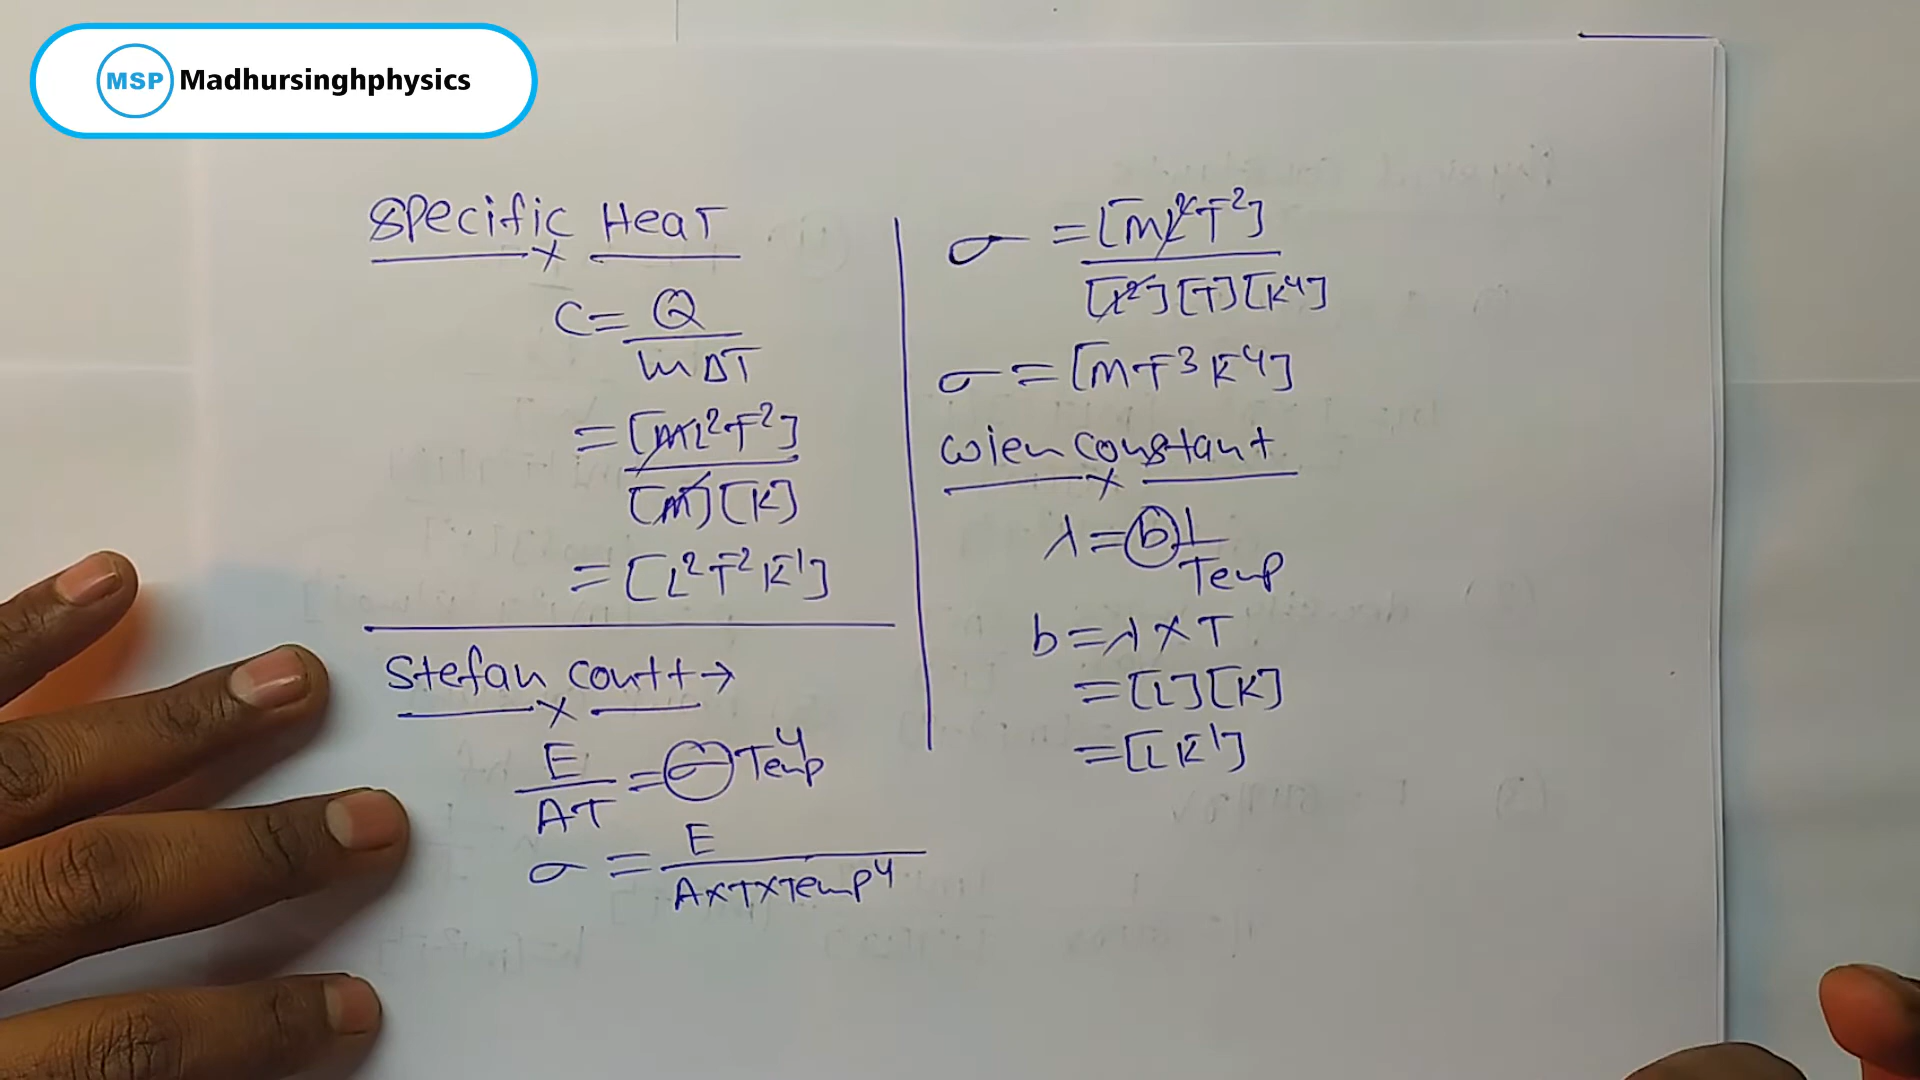 MSP Madhursinghphysics
Specific Heat
C = Q / m ΔT
= [ML²T⁻²] / [M][K]
= [L²T⁻²K⁻¹]
Stefan Contt →
E / AT = σ Temp⁴
σ = E / A×T×Temp⁴
σ = [ML²T⁻²] / [L²][T][K⁴]
σ = [MT⁻³K⁻⁴]
Wien Constant
λ = b 1 / Temp
b = λ × T
= [L][K]
= [LK¹]